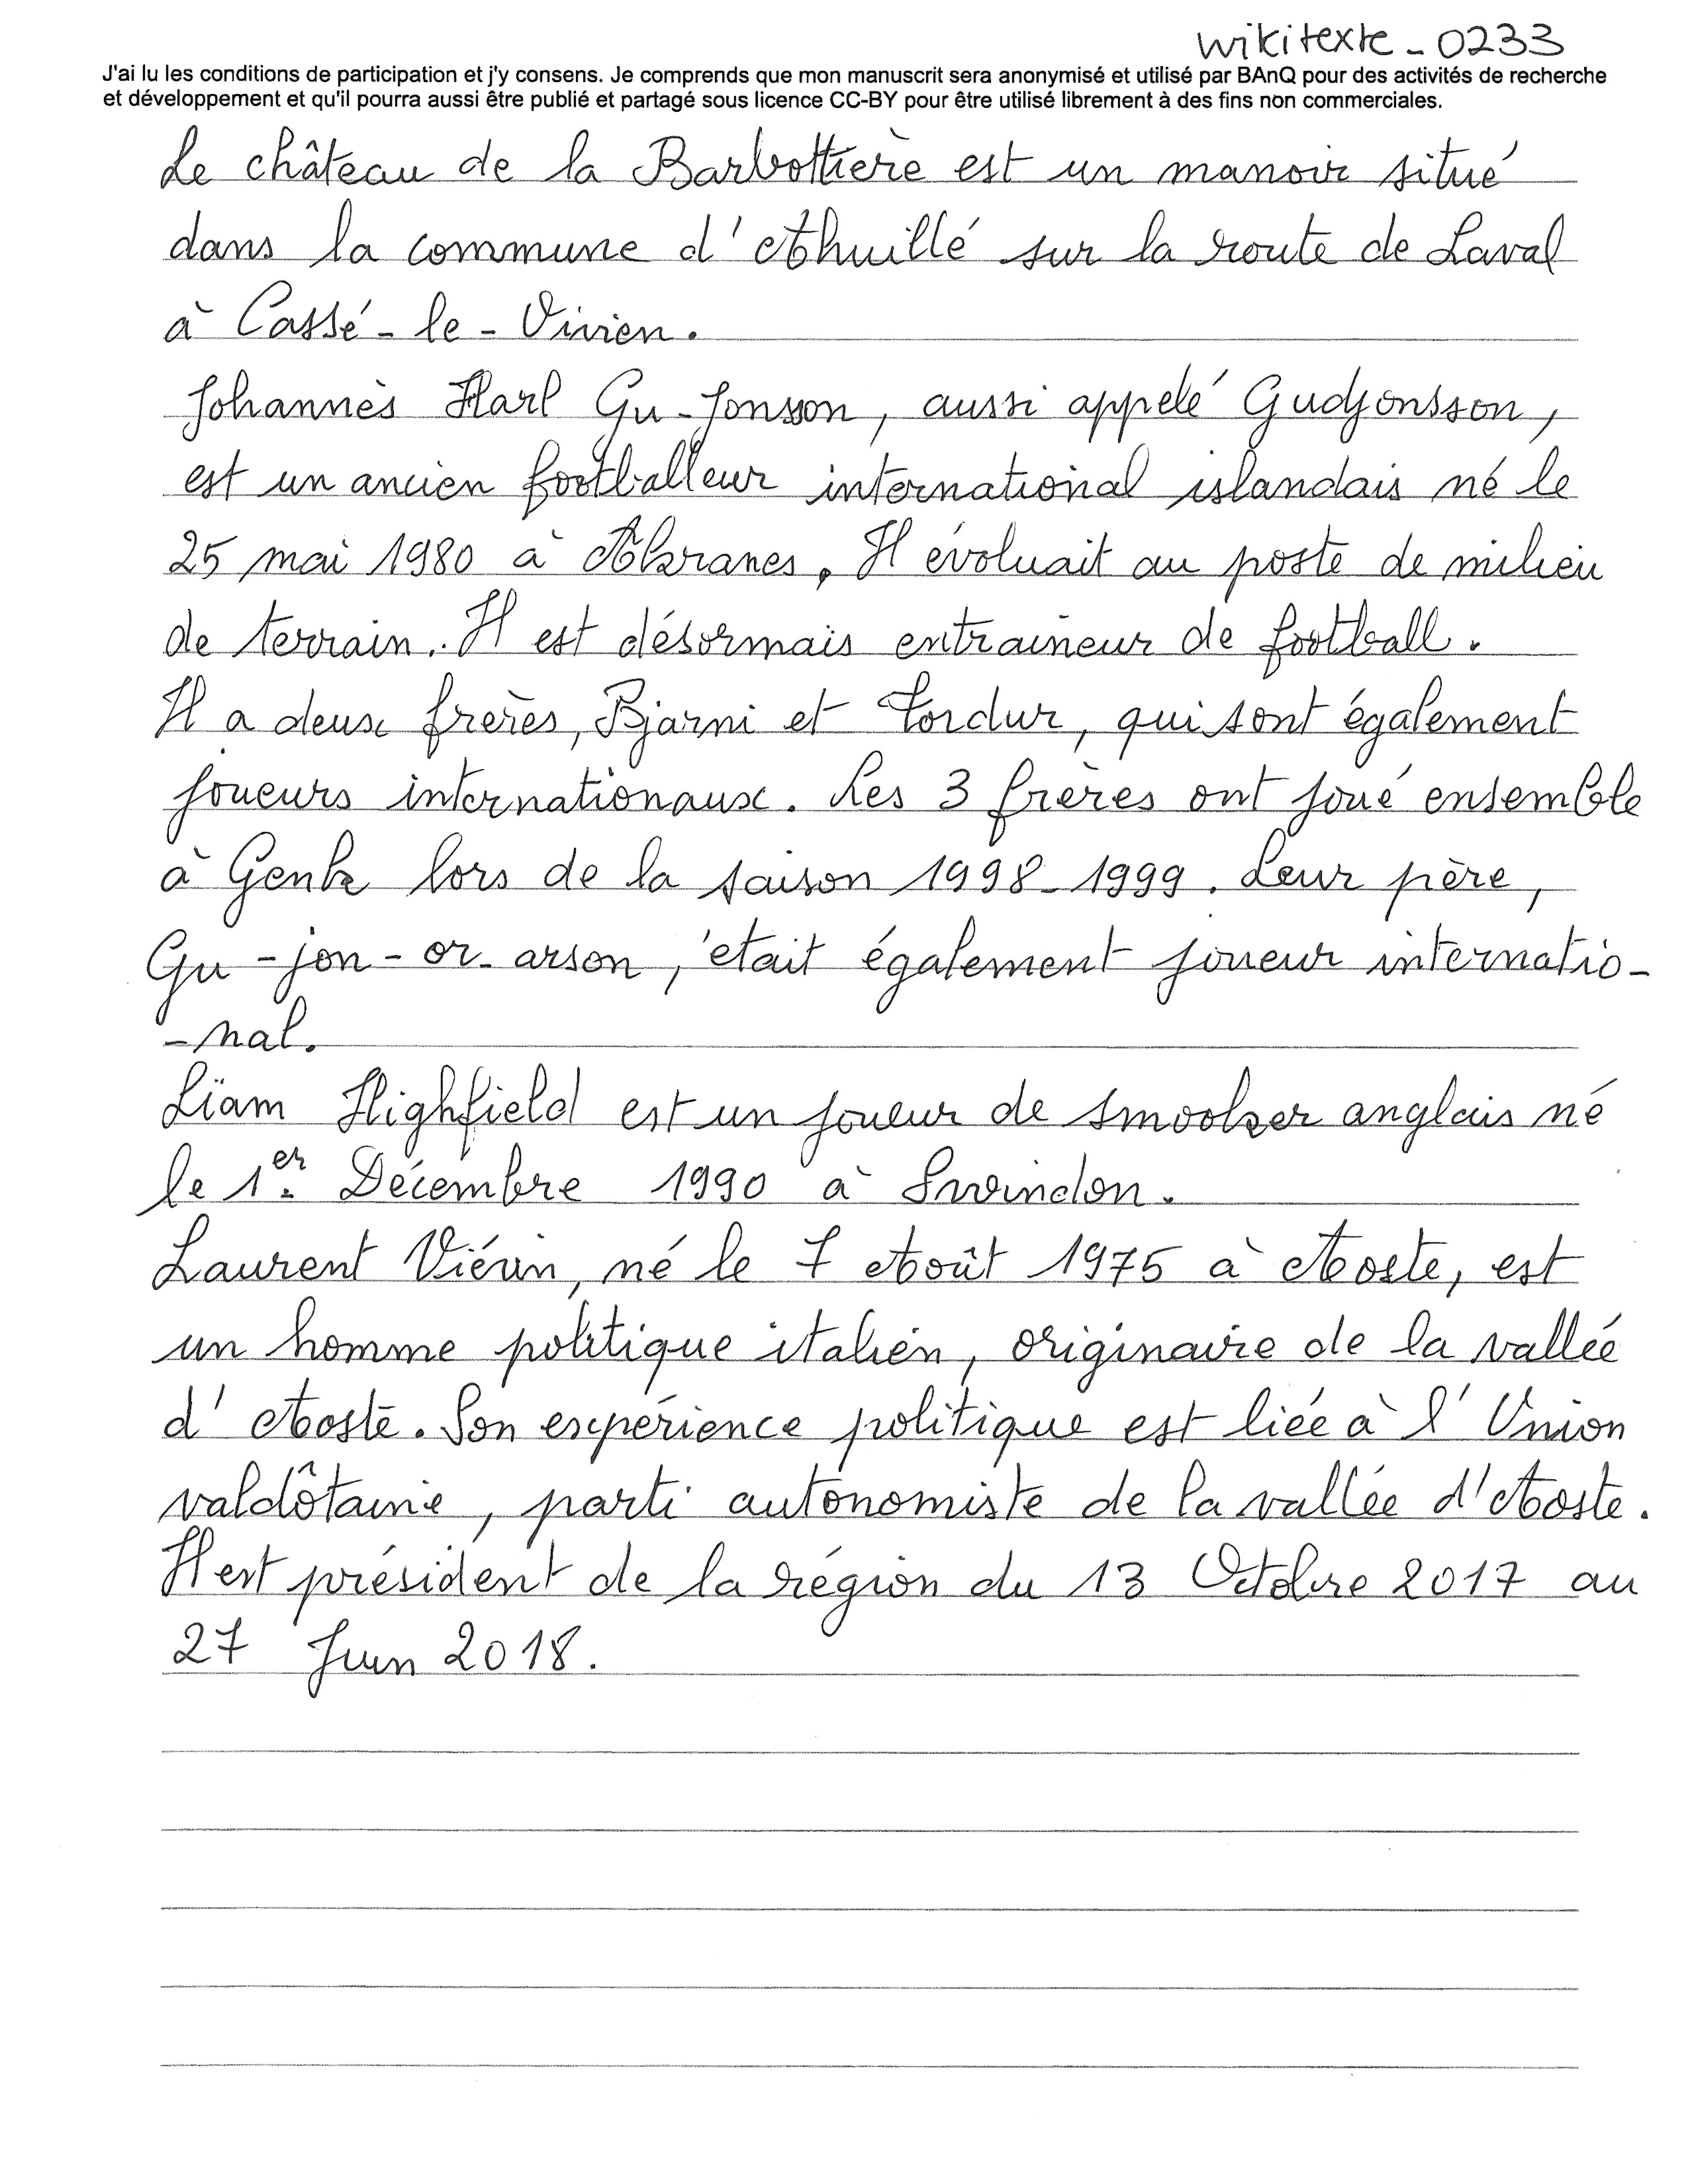 wikitexte_0233
J'ai lu les conditions de participation et j'y consens. Je comprends que mon manuscrit sera anonymisé et utilisé par BAnQ pour des activités de recherche
et développement et qu'il pourra aussi être publié et partagé sous licence CC-BY pour être utilisé librement à des fins non commerciales.
Le château de la Barbottière est un manoir situé
dans la commune d'Ahuillé sur la route de Laval
à Cassé-le-Vivien.
Johannès Harl Gu-Jonsson, aussi appelé Gudjonsson,
est un ancien footballeur international islandais né le
25 mai 1980 à Akranes. Il évoluait au poste de milieu
de terrain. Il est désormais entraîneur de football.
Il a deux frères, Bjarni et Tordur, qui sont également
joueurs internationaux. Les 3 frères ont joué ensemble
à Genk lors de la saison 1998-1999. Leur père,
Gu-jon-or-arson, était également joueur internatio-
-nal.
Liam Highfield est un joueur de smooker anglais né
le 1er Décembre 1990 à Swindon.
Laurent Viérin, né le 7 Août 1975 à Aoste, est
un homme politique italien, originaire de la vallée
d'Aoste. Son expérience politique est liée à l'Union
valdôtaine, parti autonomiste de la vallée d'Aoste.
Il est président de la région du 13 Octobre 2017 au
27 Juin 2018.